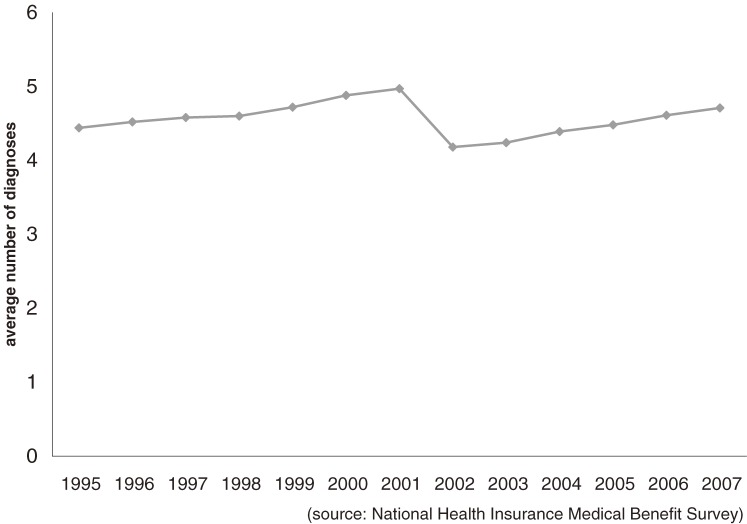 6
5
4
3
2
1
0
average number of diagnoses
1995 1996 1997 1998 1999 2000 2001 2002 2003 2004 2005 2006 2007
(source: National Health Insurance Medical Benefit Survey)